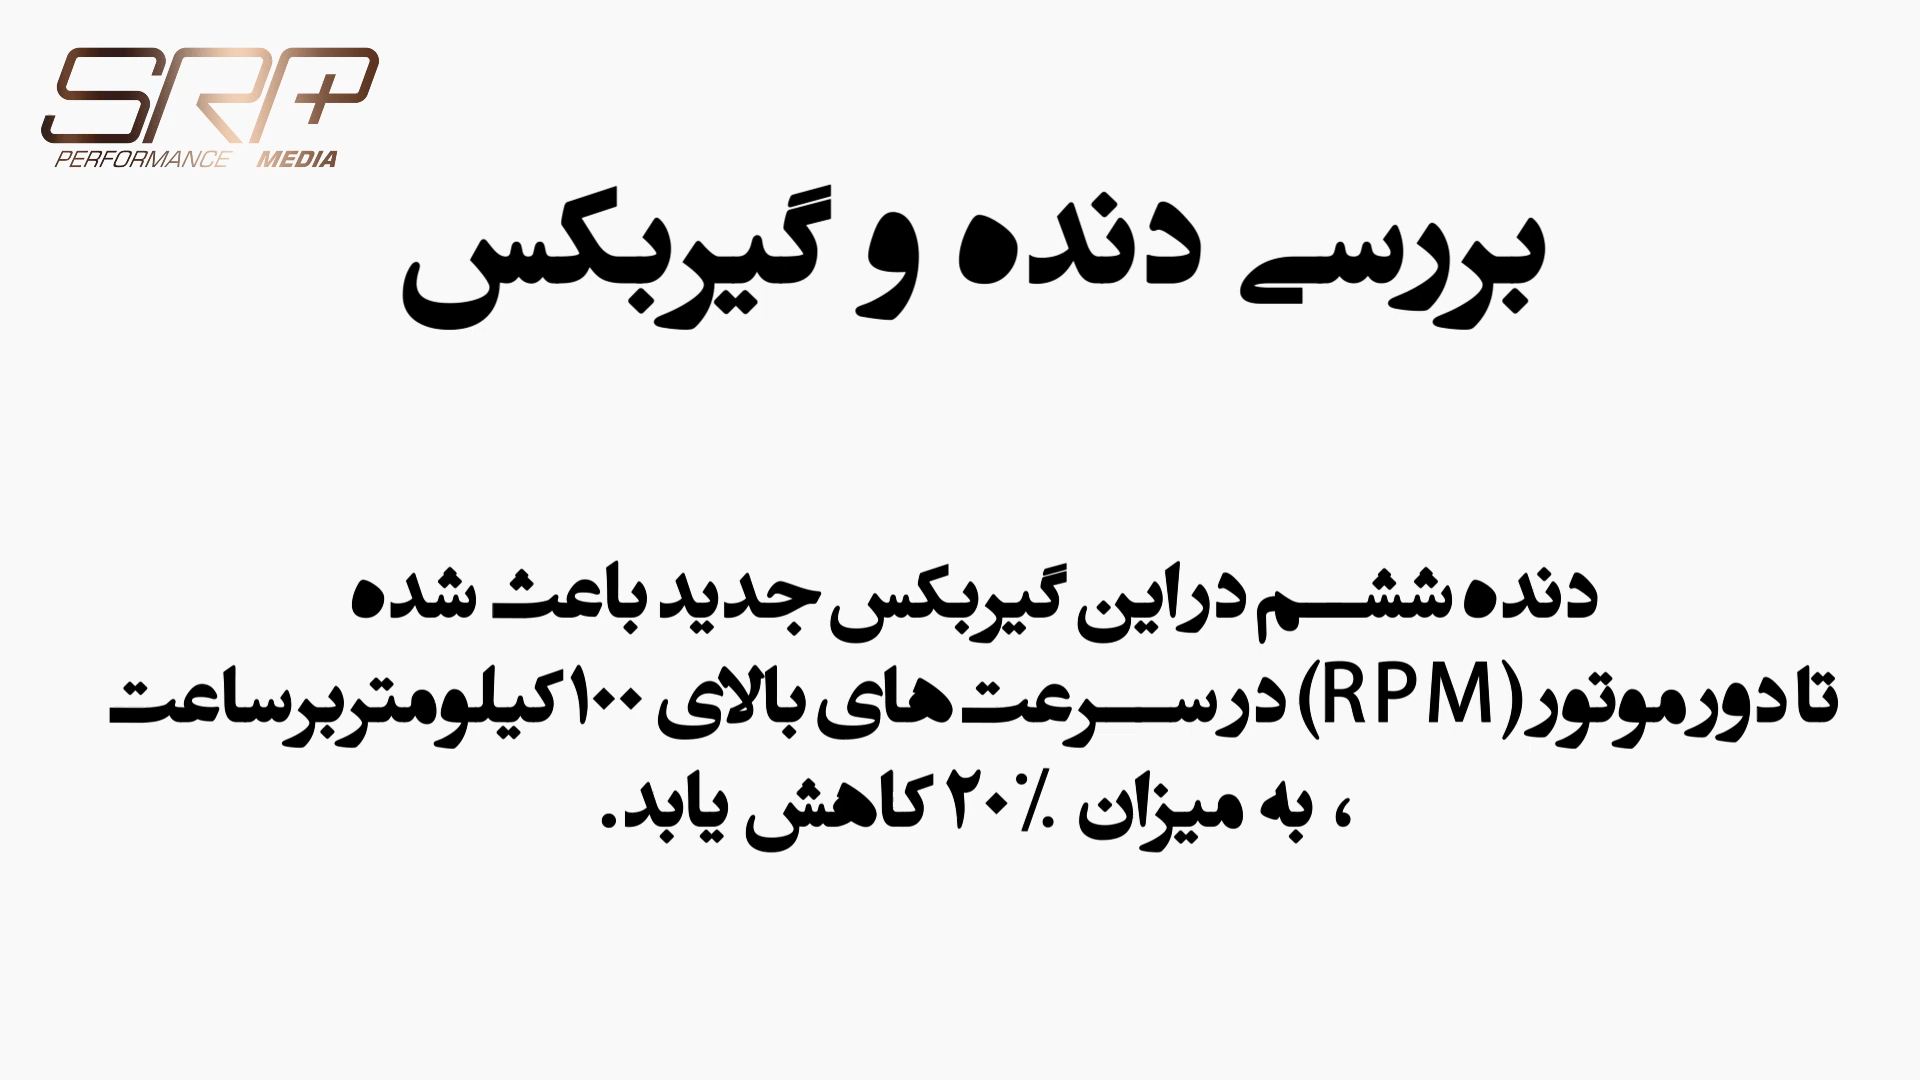 SRP+
PERFORMANCE MEDIA
بررسی دنده و گیربکس
دنده ششم در این گیربکس جدید باعث شده
تا دور موتور (RPM) در سرعت های بالای ۱۰۰ کیلومتر بر ساعت
، به میزان ۲۰٪ کاهش یابد.